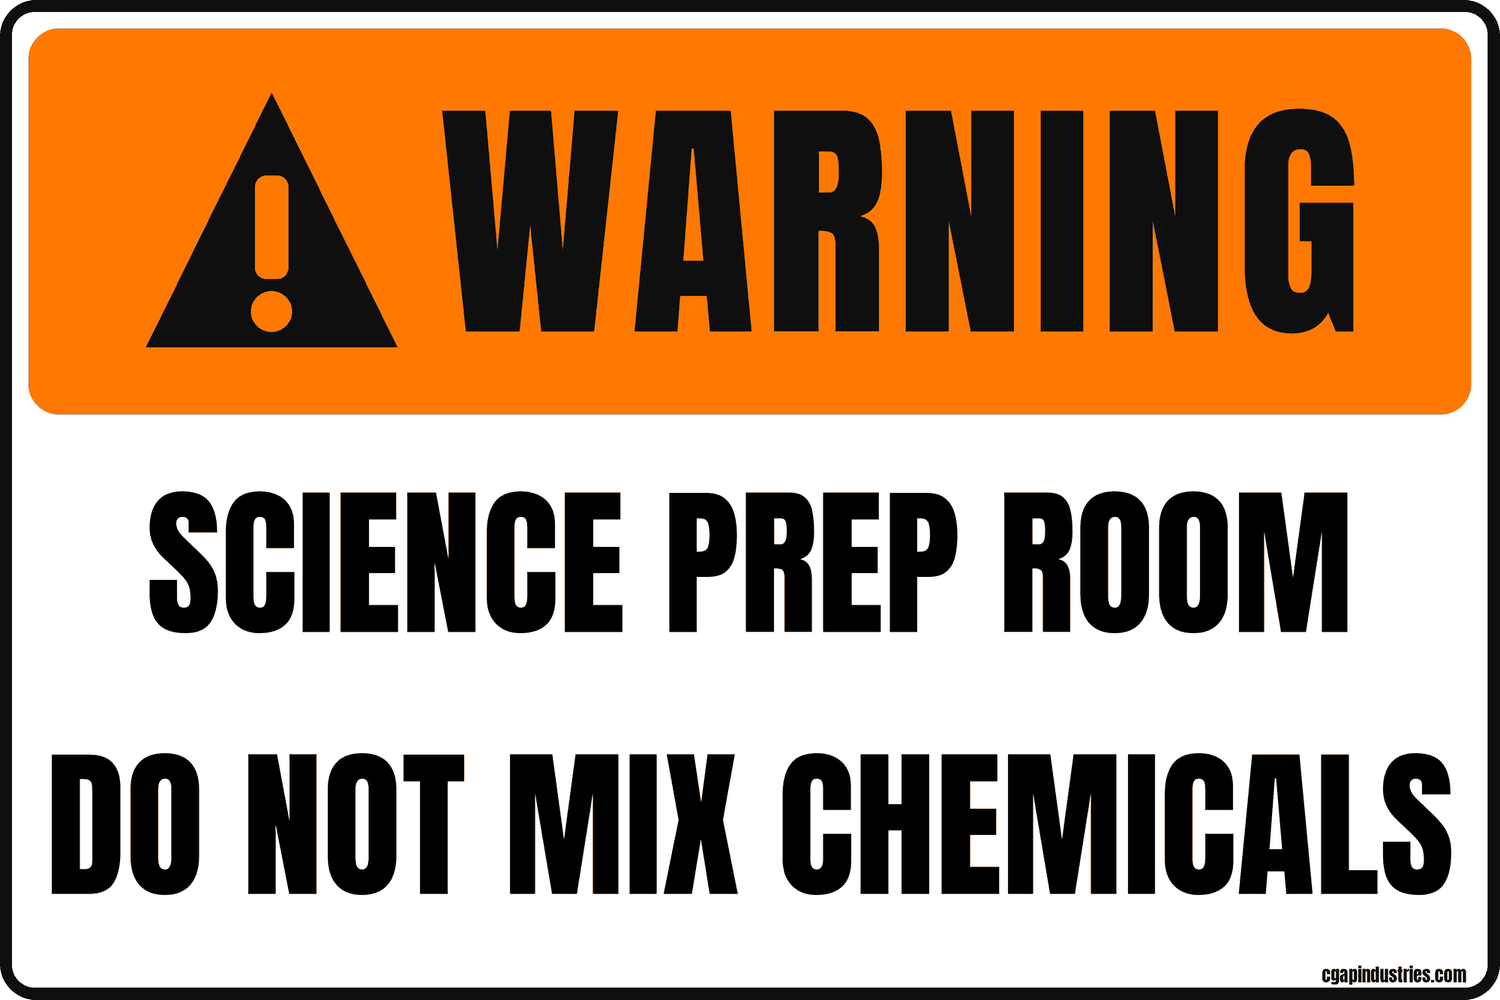 WARNING
SCIENCE PREP ROOM
DO NOT MIX CHEMICALS
cgapindustries.com